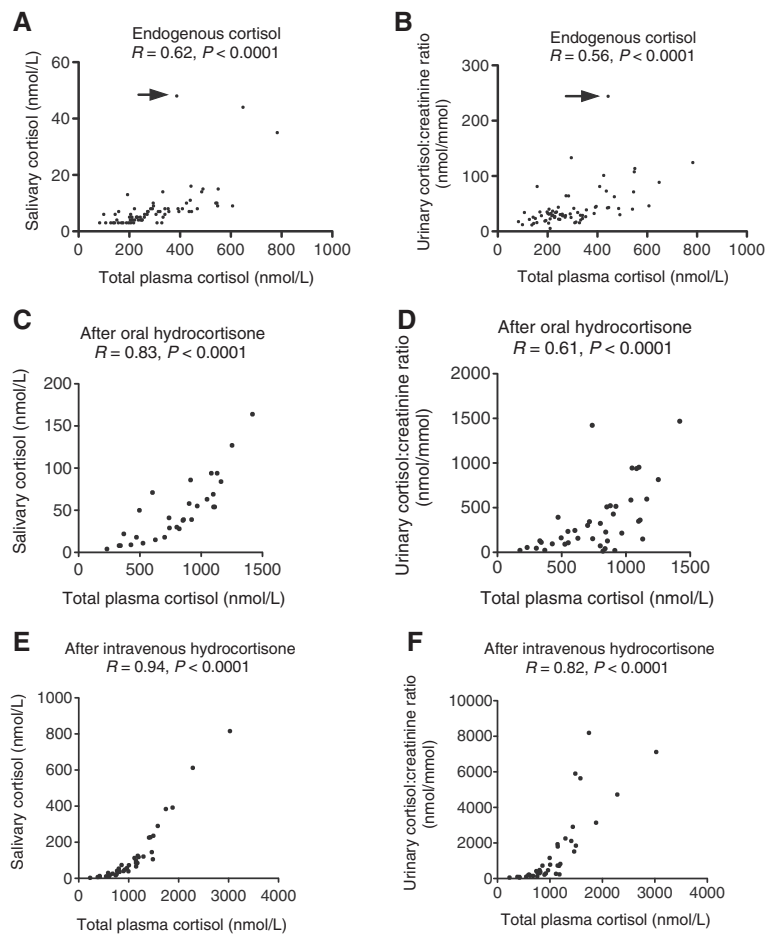 A
Endogenous cortisol
R = 0.62, P < 0.0001
Salivary cortisol (nmol/L)
60
40
20
0
0 200 400 600 800 1000
Total plasma cortisol (nmol/L)
B
Endogenous cortisol
R = 0.56, P < 0.0001
Urinary cortisol:creatinine ratio
(nmol/mmol)
300
200
100
0
0 200 400 600 800 1000
Total plasma cortisol (nmol/L)
C
After oral hydrocortisone
R = 0.83, P < 0.0001
Salivary cortisol (nmol/L)
200
150
100
50
0
0 500 1000 1500
Total plasma cortisol (nmol/L)
D
After oral hydrocortisone
R = 0.61, P < 0.0001
Urinary cortisol:creatinine ratio
(nmol/mmol)
2000
1500
1000
500
0
0 500 1000 1500
Total plasma cortisol (nmol/L)
E
After intravenous hydrocortisone
R = 0.94, P < 0.0001
Salivary cortisol (nmol/L)
1000
800
600
400
200
0
0 1000 2000 3000 4000
Total plasma cortisol (nmol/L)
F
After intravenous hydrocortisone
R = 0.82, P < 0.0001
Urinary cortisol:creatinine ratio
(nmol/mmol)
10000
8000
6000
4000
2000
0
0 1000 2000 3000 4000
Total plasma cortisol (nmol/L)